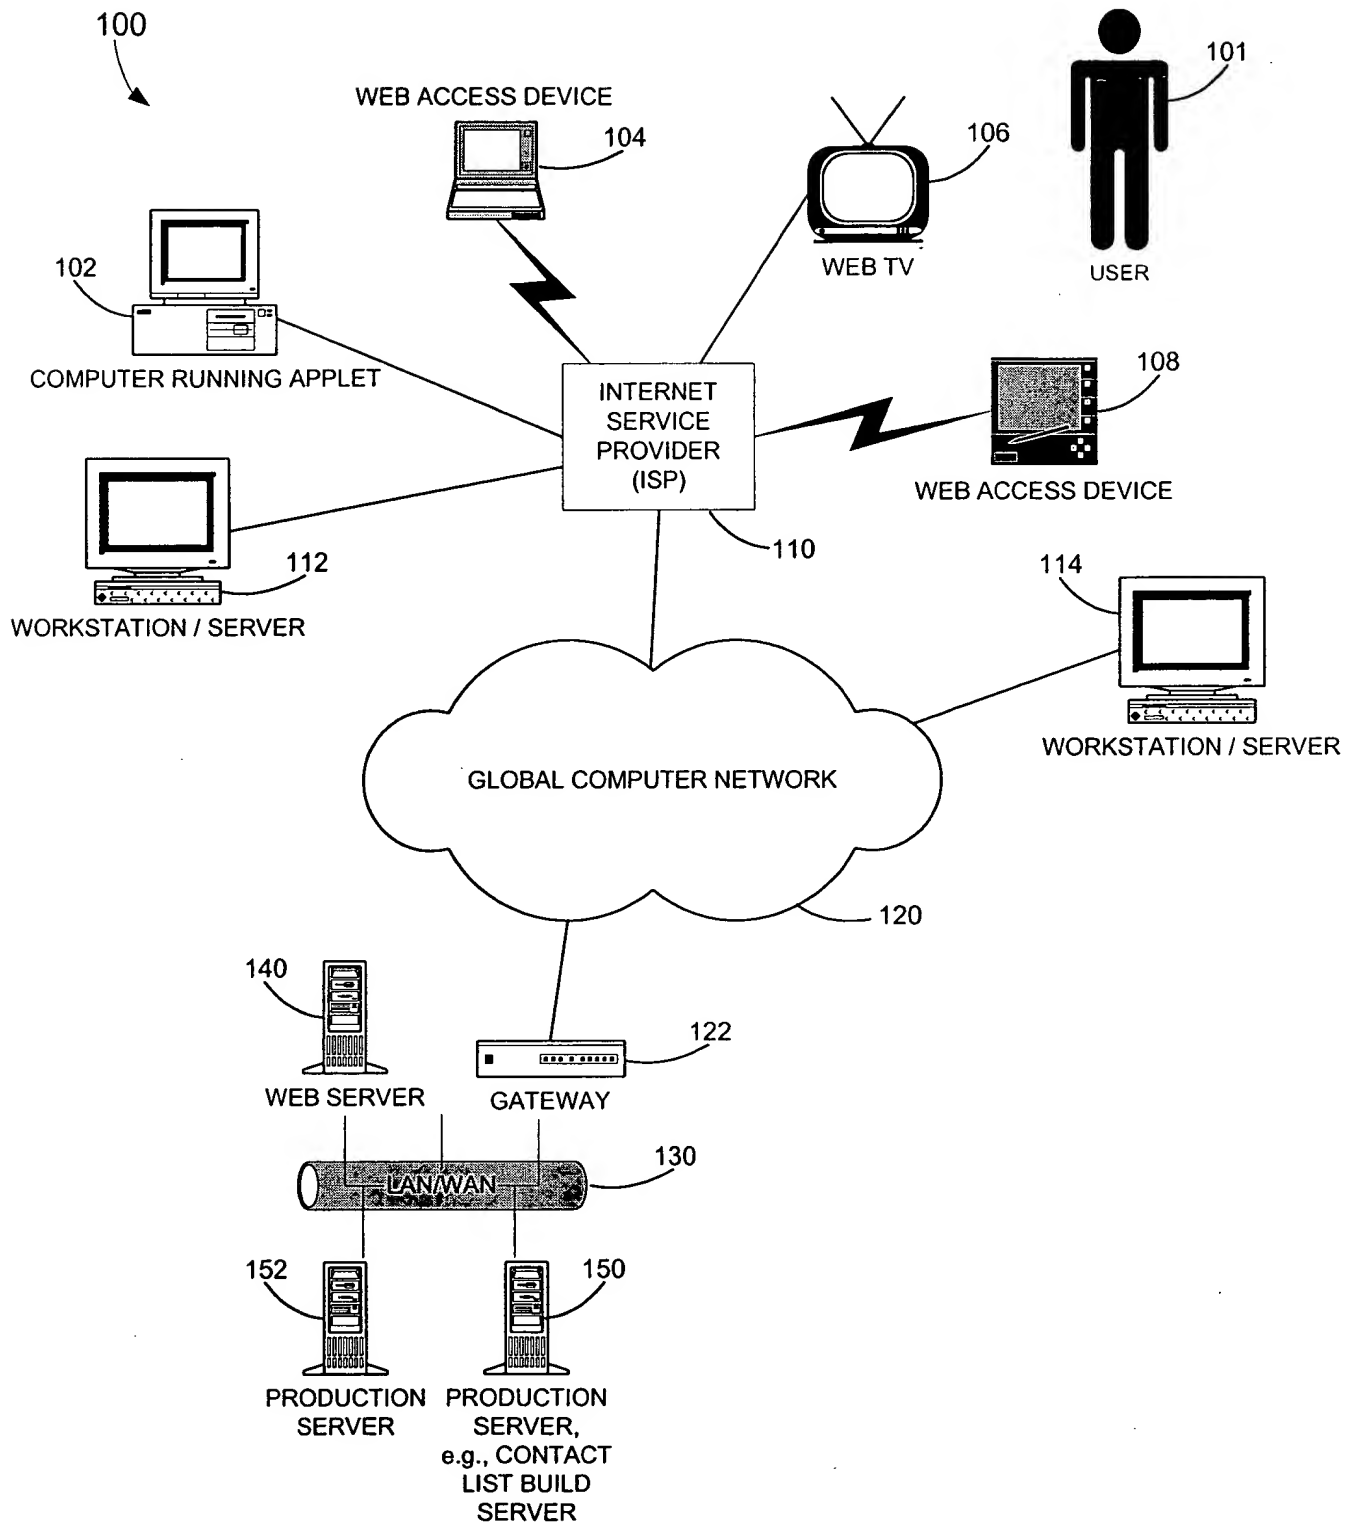 100
WEB ACCESS DEVICE
104
106
101
USER
WEB TV
102
COMPUTER RUNNING APPLET
INTERNET
SERVICE
PROVIDER
(ISP)
108
WEB ACCESS DEVICE
110
112
WORKSTATION / SERVER
114
WORKSTATION / SERVER
GLOBAL COMPUTER NETWORK
120
140
WEB SERVER
122
GATEWAY
130
LAN/WAN
152
PRODUCTION
SERVER
150
PRODUCTION
SERVER,
e.g., CONTACT
LIST BUILD
SERVER